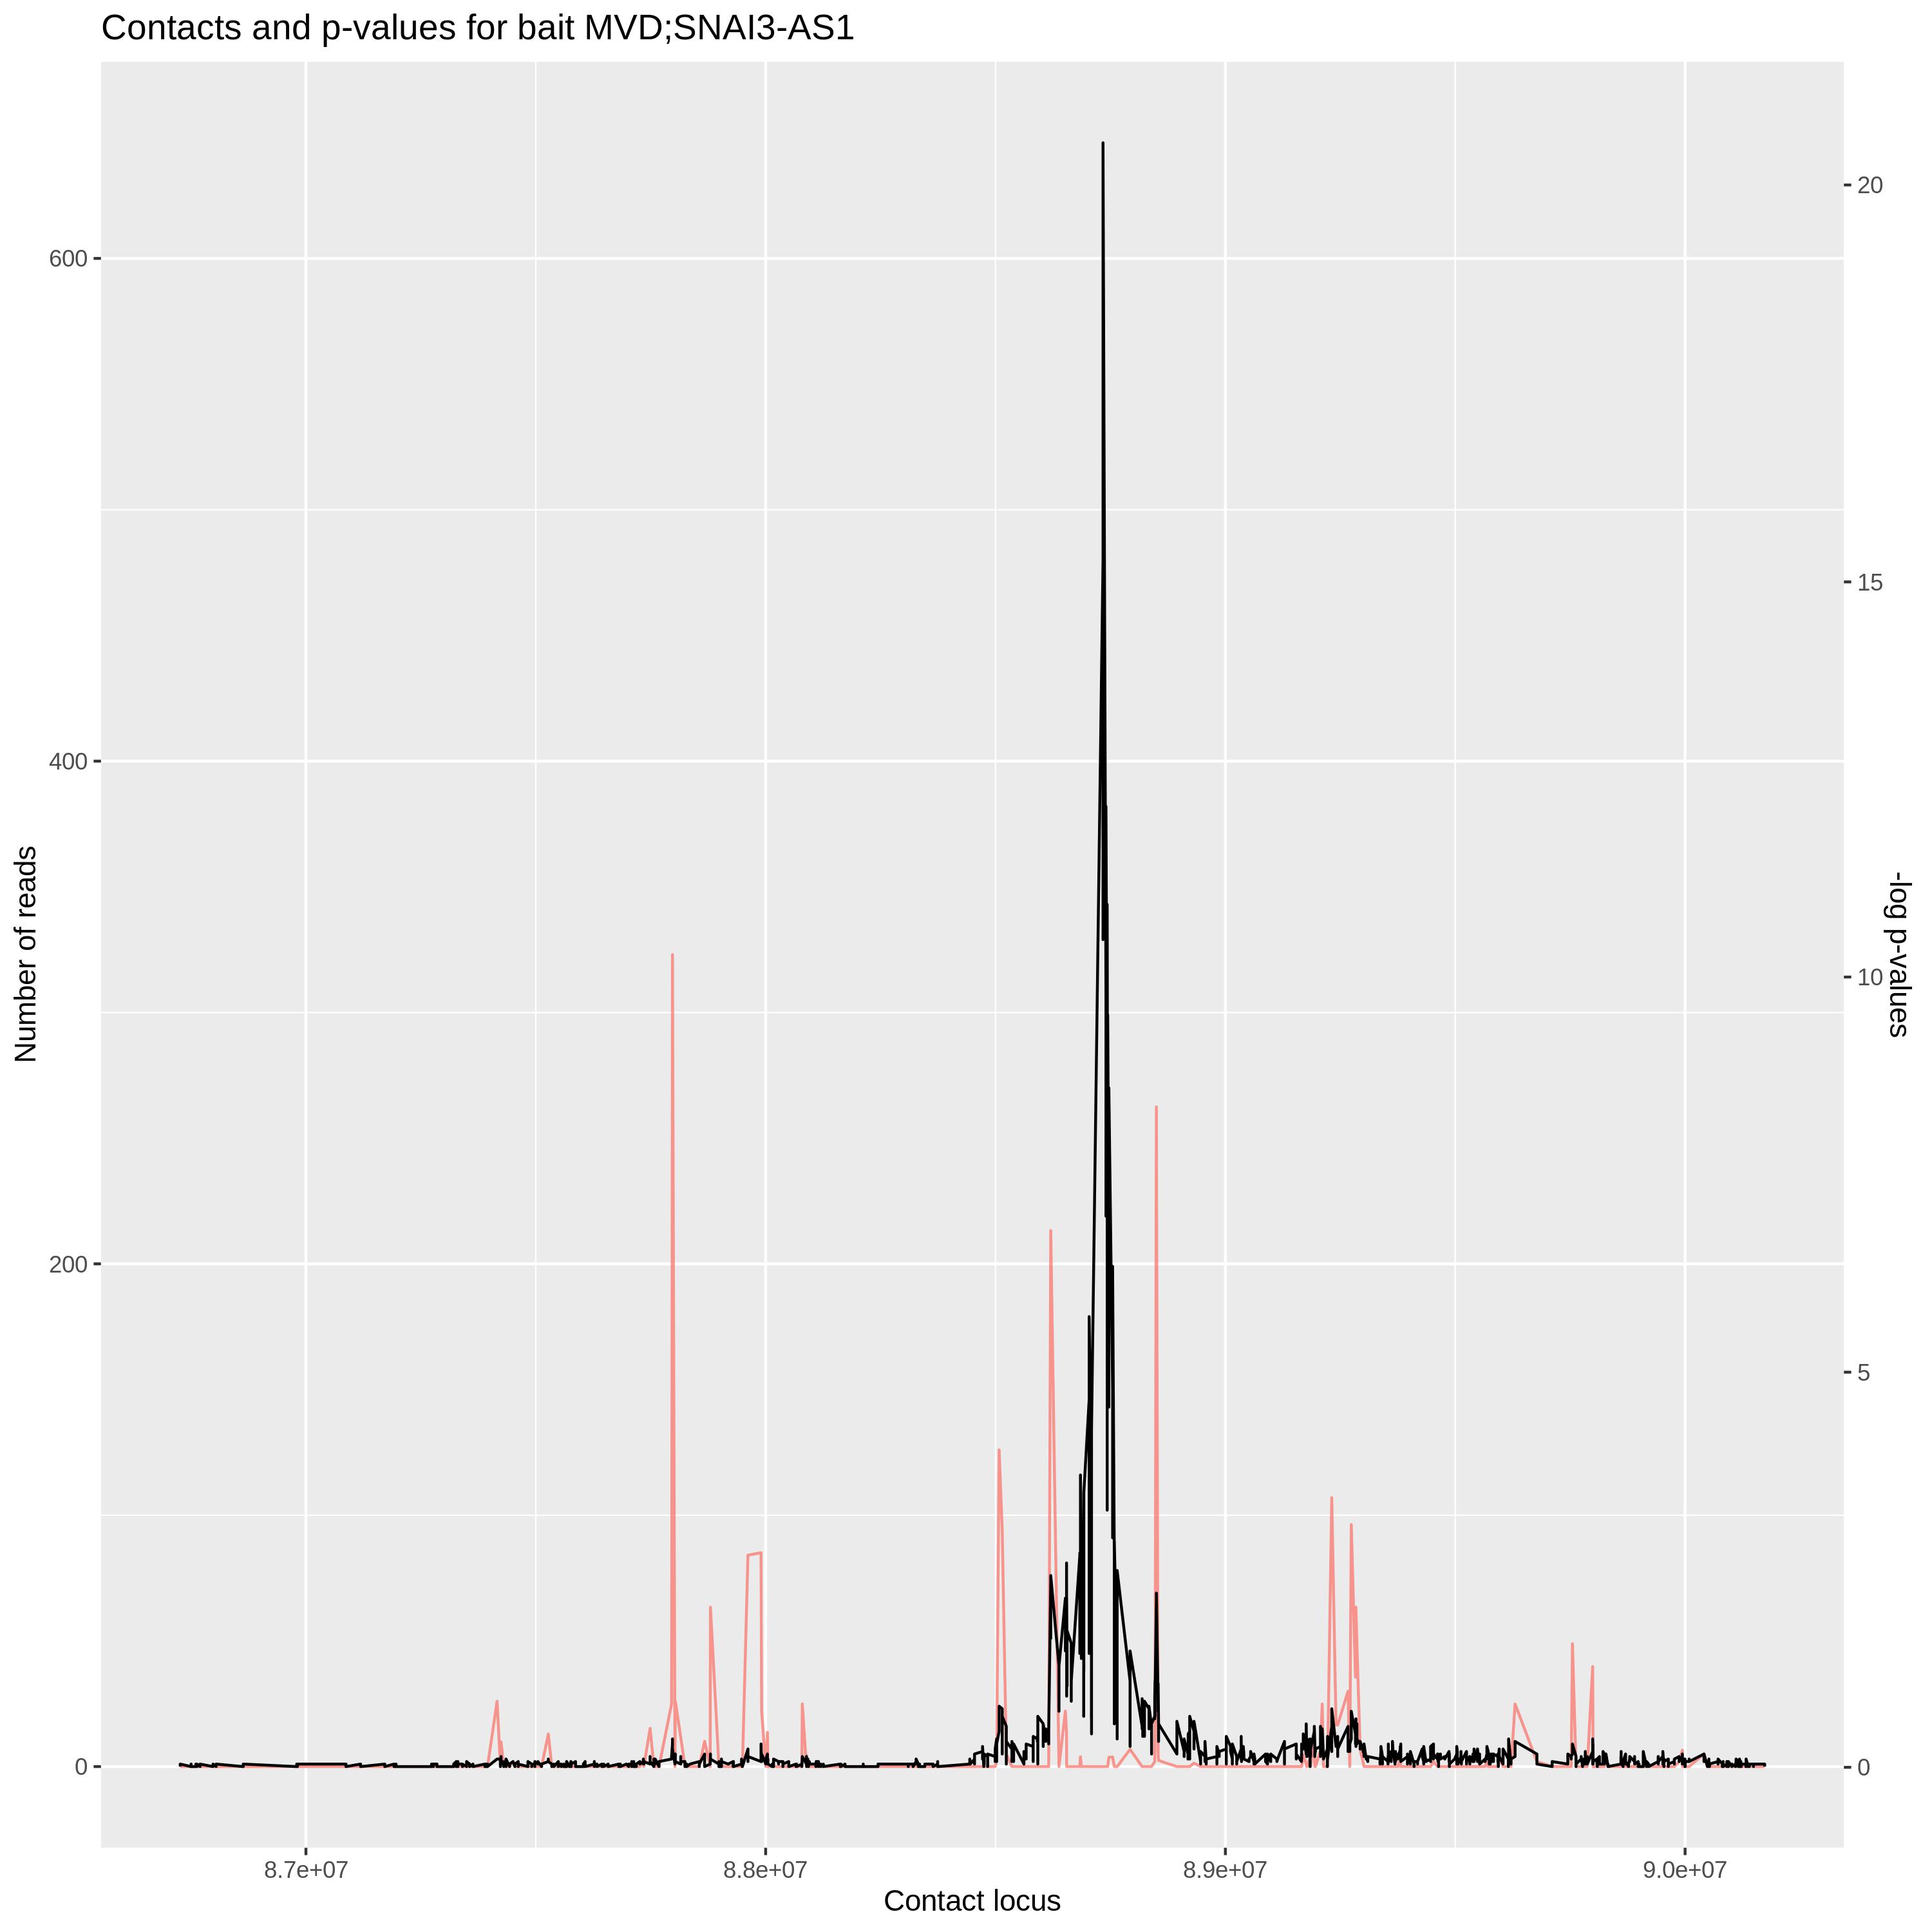 Contacts and p-values for bait MVD;SNAI3-AS1
600
400
200
0
Number of reads
20
15
10
5
0
-log p-values
8.7e+07 8.8e+07 8.9e+07 9.0e+07
Contact locus